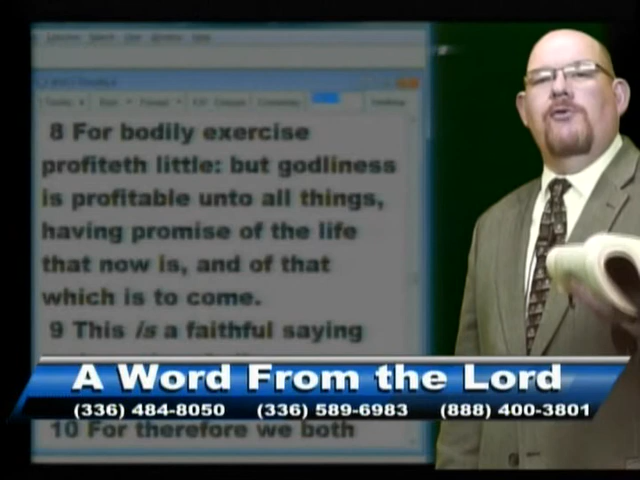 8 For bodily exercise
profiteth little: but godliness
is profitable unto all things,
having promise of the life
that now is, and of that
which is to come.
9 This is a faithful saying
A Word From the Lord
(336) 484-8050 (336) 589-6983 (888) 400-3801
10 For therefore we both